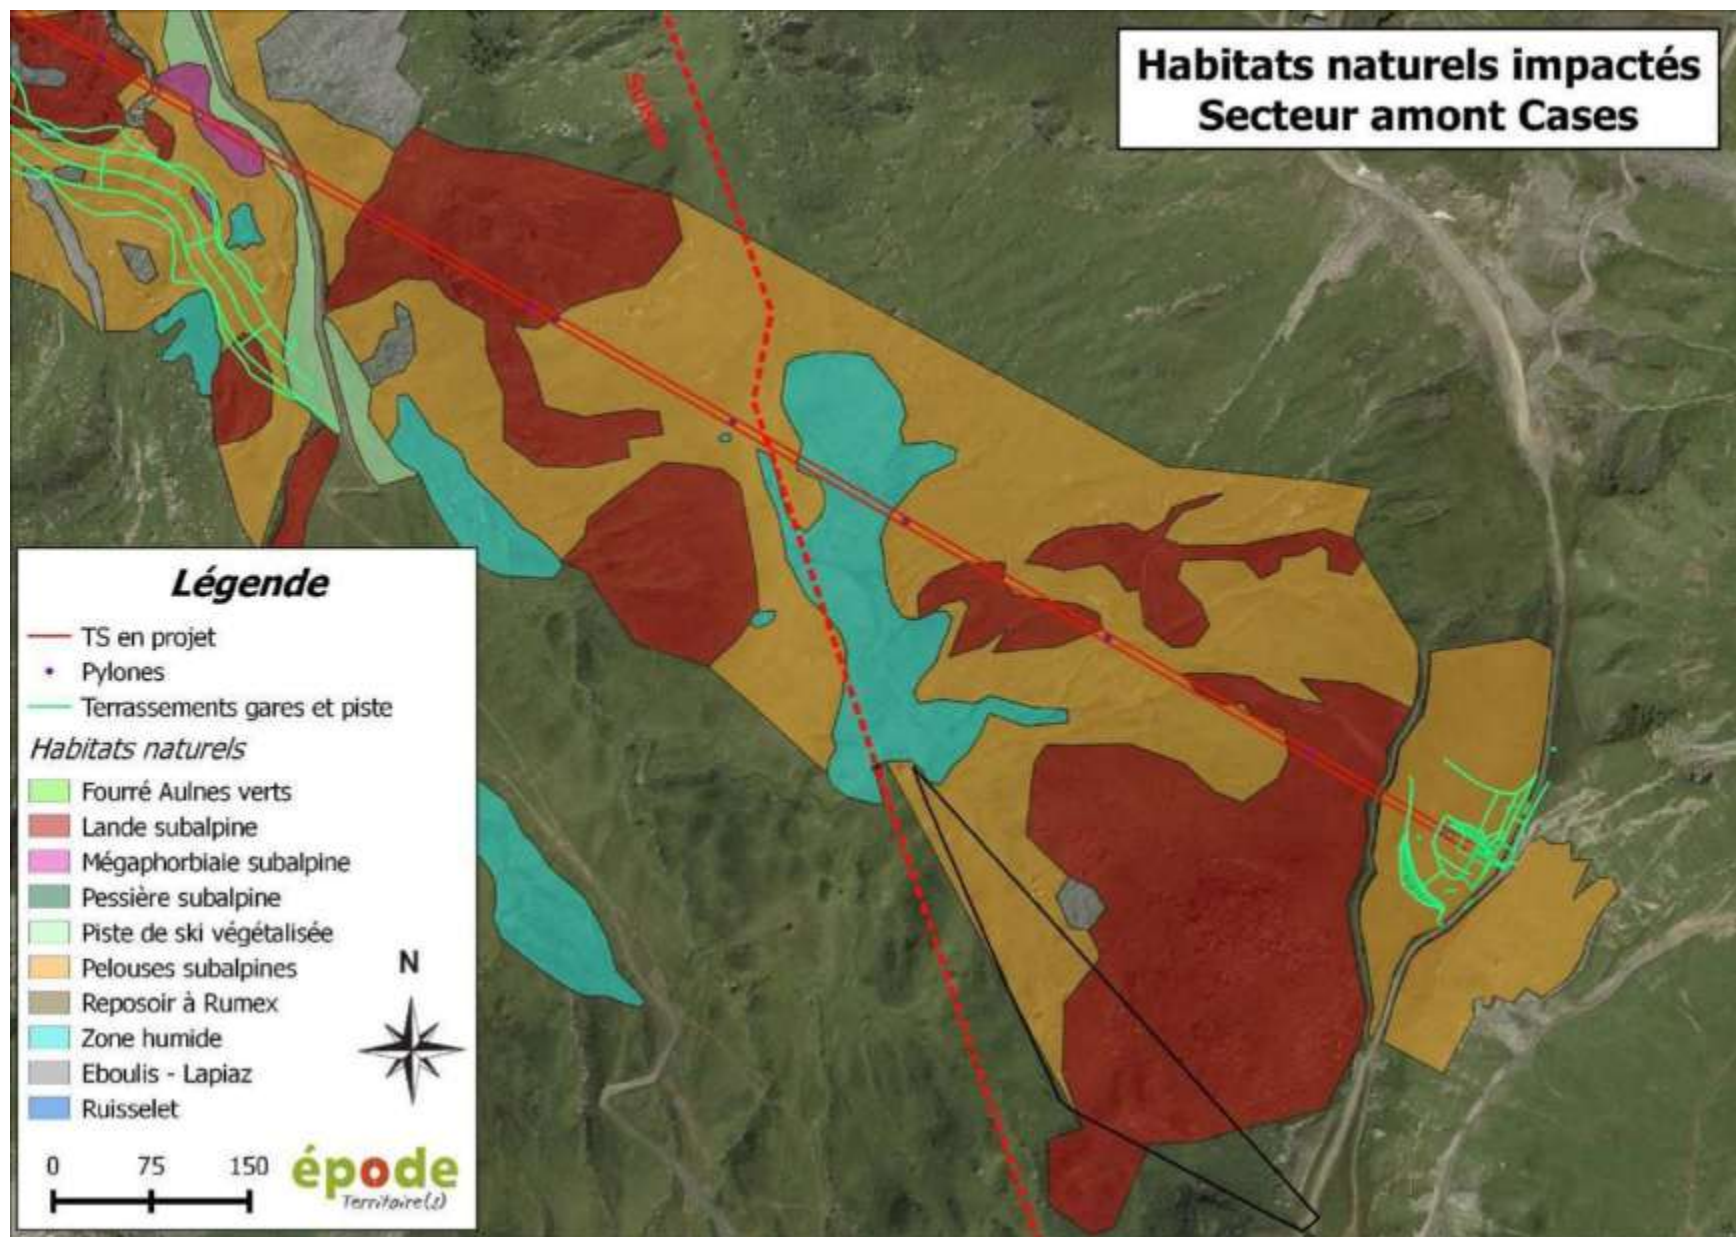 Habitats naturels impactés
Secteur amont Cases
Suisse
Légende
TS en projet
Pylones
Terrassements gares et piste
Habitats naturels
Fourré Aulnes verts
Lande subalpine
Mégaphorbiaie subalpine
Pessière subalpine
Piste de ski végétalisée
Pelouses subalpines
Reposoir à Rumex
Zone humide
Eboulis - Lapiaz
Ruisselet
N
0 75 150
épode
Territoire(s)